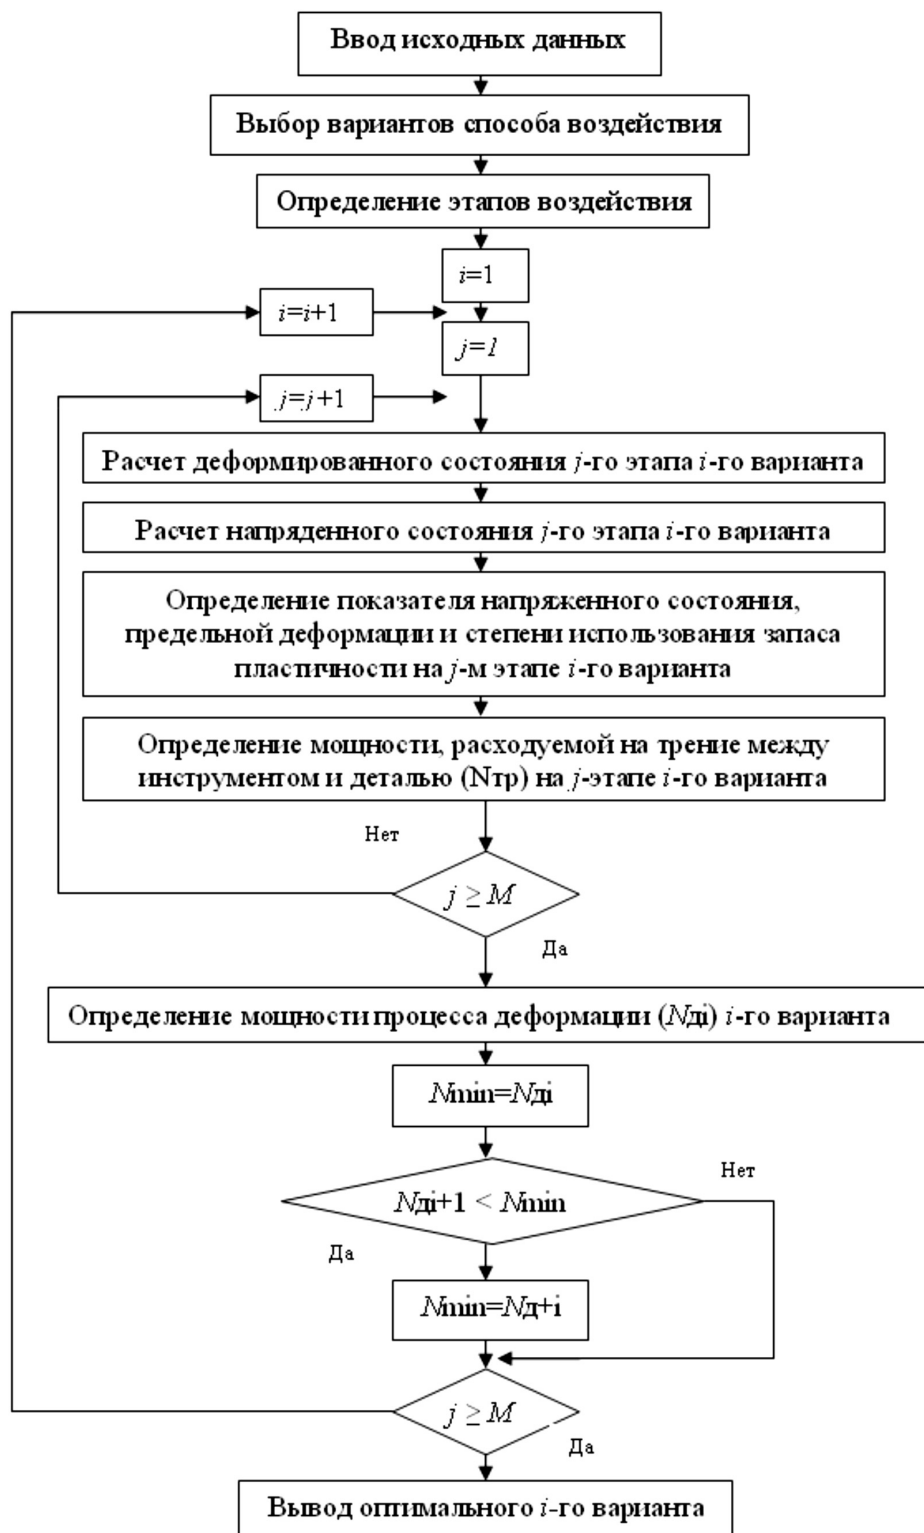 Ввод исходных данных
Выбор вариантов способа воздействия
Определение этапов воздействия
i=1
i=i+1
j=1
j=j+1
Расчет деформированного состояния j-го этапа i-го варианта
Расчет напряденного состояния j-го этапа i-го варианта
Определение показателя напряженного состояния,
предельной деформации и степени использования запаса
пластичности на j-м этапе i-го варианта
Определение мощности, расходуемой на трение между
инструментом и деталью (Nтр) на j-этапе i-го варианта
Нет
j ≥ M
Да
Определение мощности процесса деформации (Nдi) i-го варианта
Nmin=Nдi
Нет
Nдi+1 < Nmin
Да
Nmin=Nд+i
j ≥ M
Да
Вывод оптимального i-го варианта